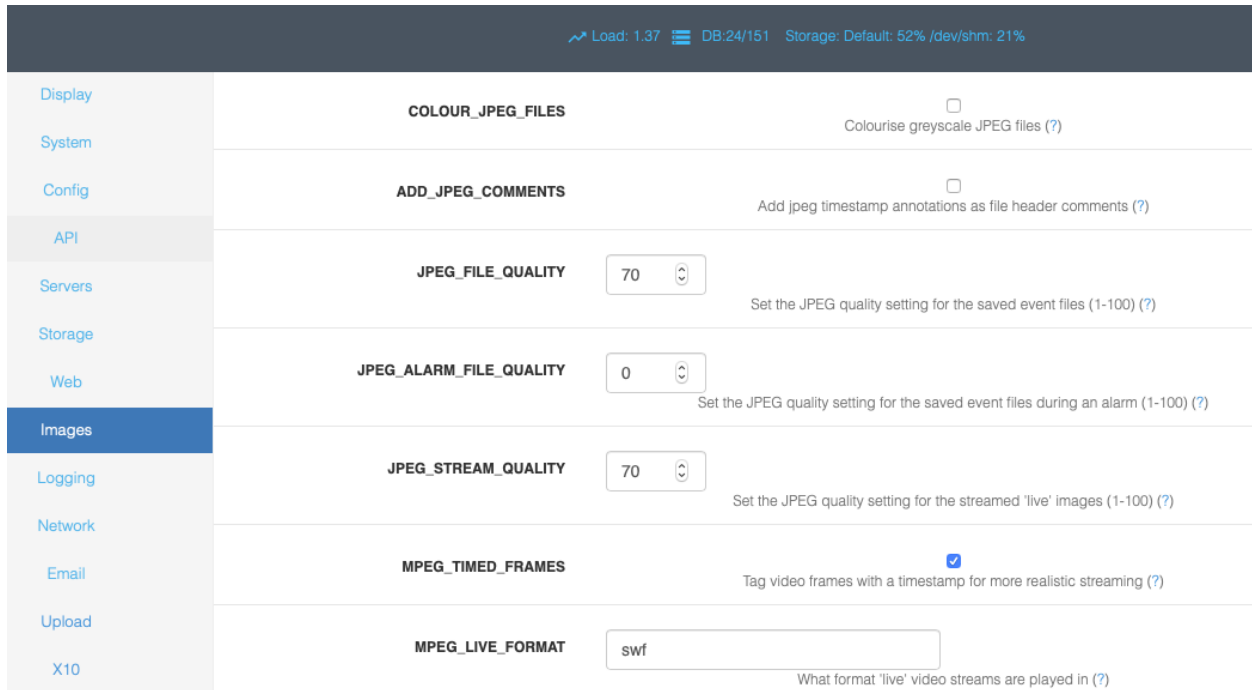 Load: 1.37 DB:24/151 Storage: Default: 52% /dev/shm: 21%
Display
System
Config
API
Servers
Storage
Web
Images
Logging
Network
Email
Upload
X10
COLOUR_JPEG_FILES
Colourise greyscale JPEG files (?)
ADD_JPEG_COMMENTS
Add jpeg timestamp annotations as file header comments (?)
JPEG_FILE_QUALITY
70
Set the JPEG quality setting for the saved event files (1-100) (?)
JPEG_ALARM_FILE_QUALITY
0
Set the JPEG quality setting for the saved event files during an alarm (1-100) (?)
JPEG_STREAM_QUALITY
70
Set the JPEG quality setting for the streamed 'live' images (1-100) (?)
MPEG_TIMED_FRAMES
Tag video frames with a timestamp for more realistic streaming (?)
MPEG_LIVE_FORMAT
swf
What format 'live' video streams are played in (?)